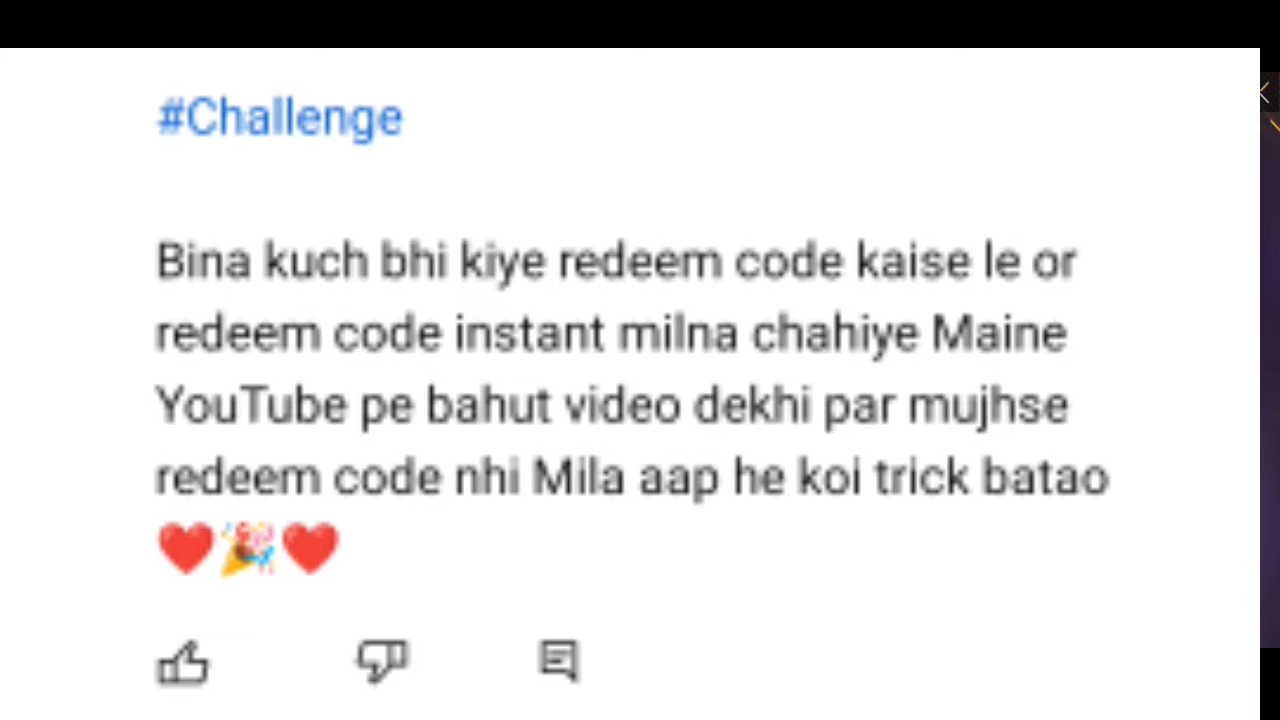 #Challenge
Bina kuch bhi kiye redeem code kaise le or
redeem code instant milna chahiye Maine
YouTube pe bahut video dekhi par mujhse
redeem code nhi Mila aap he koi trick batao
❤️🎉❤️